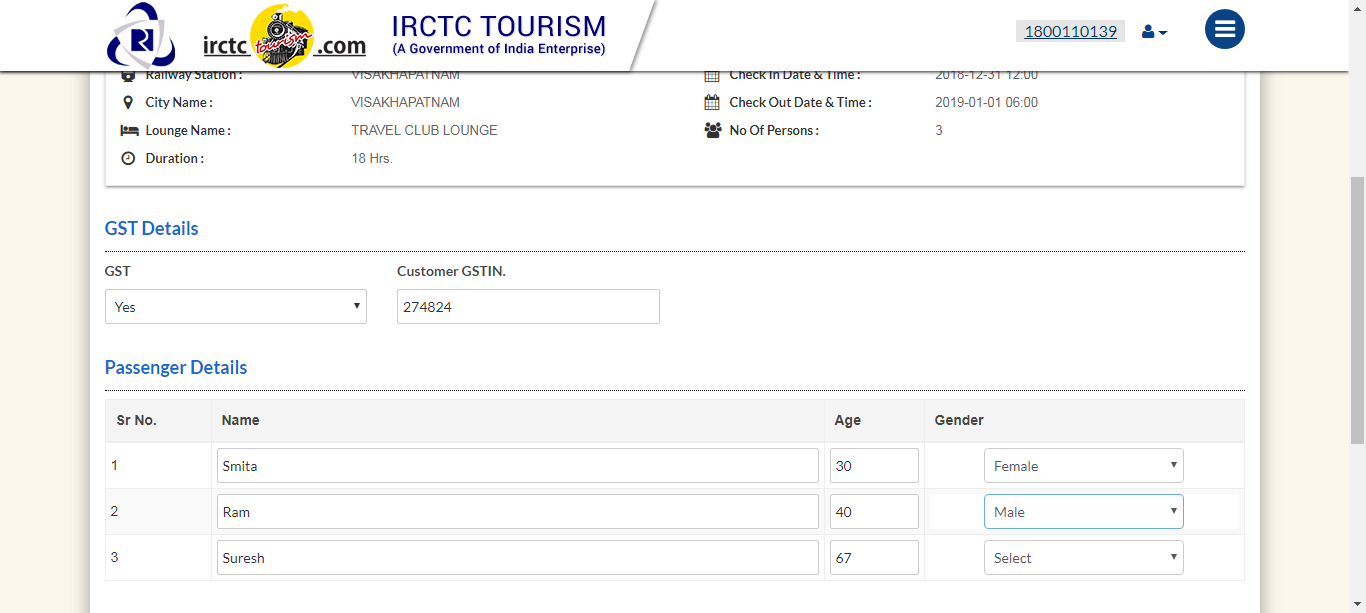 irctc tourism .com
IRCTC TOURISM
(A Government of India Enterprise)
1800110139
Railway Station : VISAKHAPATNAM Check In Date & Time : 2018-12-31 12:00
City Name : VISAKHAPATNAM Check Out Date & Time : 2019-01-01 06:00
Lounge Name : TRAVEL CLUB LOUNGE No Of Persons : 3
Duration : 18 Hrs.
GST Details
GST Customer GSTIN.
Yes 274824
Passenger Details
Sr No. Name Age Gender
1 Smita 30 Female
2 Ram 40 Male
3 Suresh 67 Select